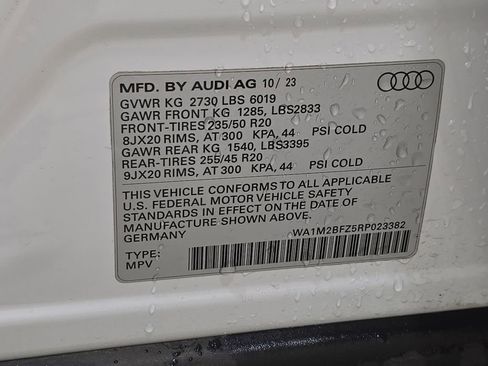 MFD. BY AUDI AG 10/ 23
GVWR KG 2730 LBS 6019
GAWR FRONT KG 1285, LBS2833
FRONT-TIRES 235/50 R20
8JX20 RIMS, AT 300 KPA, 44 PSI COLD
GAWR REAR KG 1540, LBS3395
REAR-TIRES 255/45 R20
9JX20 RIMS, AT 300 KPA, 44 PSI COLD
THIS VEHICLE CONFORMS TO ALL APPLICABLE
U.S. FEDERAL MOTOR VEHICLE SAFETY
STANDARDS IN EFFECT ON THE DATE OF
MANUFACTURE SHOWN ABOVE.
GERMANY
WA1M2BFZ5RP023382
TYPE:
MPV